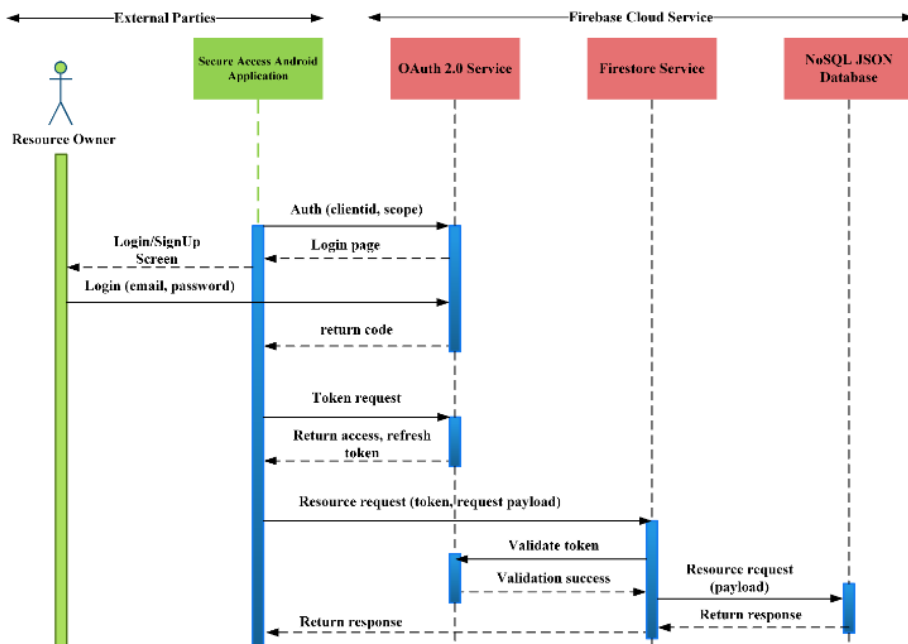 External Parties
Firebase Cloud Service
Secure Access Android
Application
OAuth 2.0 Service
Firestore Service
NoSQL JSON
Database
Resource Owner
Auth (clientid, scope)
Login page
Login/SignUp
Screen
Login (email, password)
return code
Token request
Return access, refresh
token
Resource request (token, request payload)
Validate token
Validation success
Resource request
(payload)
Return response
Return response